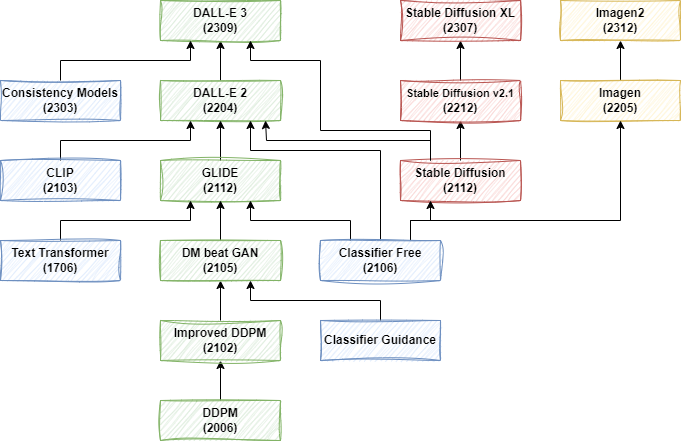 DALL-E 3
(2309)
Stable Diffusion XL
(2307)
Imagen2
(2312)
Consistency Models
(2303)
DALL-E 2
(2204)
Stable Diffusion v2.1
(2212)
Imagen
(2205)
CLIP
(2103)
GLIDE
(2112)
Stable Diffusion
(2112)
Text Transformer
(1706)
DM beat GAN
(2105)
Classifier Free
(2106)
Improved DDPM
(2102)
Classifier Guidance
DDPM
(2006)